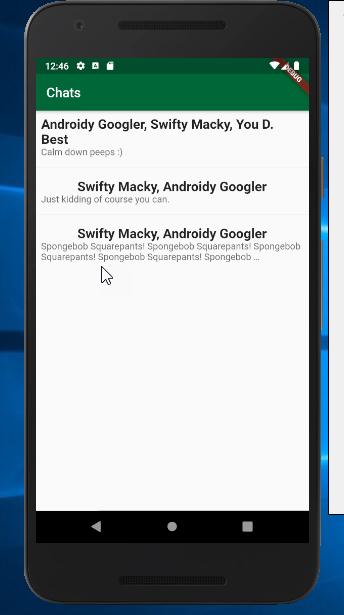 12:46
DEBUG
Chats
Androidy Googler, Swifty Macky, You D.
Best
Calm down peeps :)
Swifty Macky, Androidy Googler
Just kidding of course you can.
Swifty Macky, Androidy Googler
Spongebob Squarepants! Spongebob Squarepants! Spongebob
Squarepants! Spongebob Squarepants! Spongebob ...